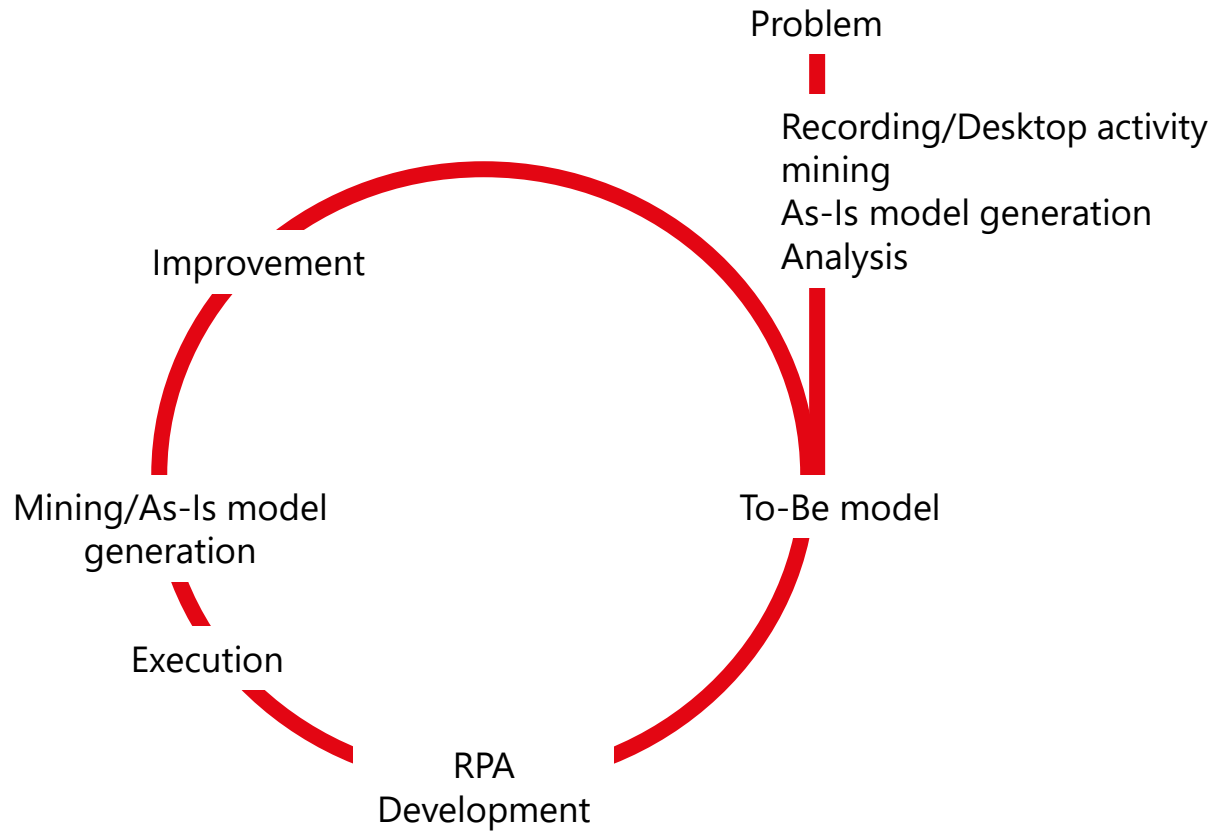 Problem
Recording/Desktop activity
mining
As-Is model generation
Analysis
Improvement
Mining/As-Is model
generation
To-Be model
Execution
RPA
Development